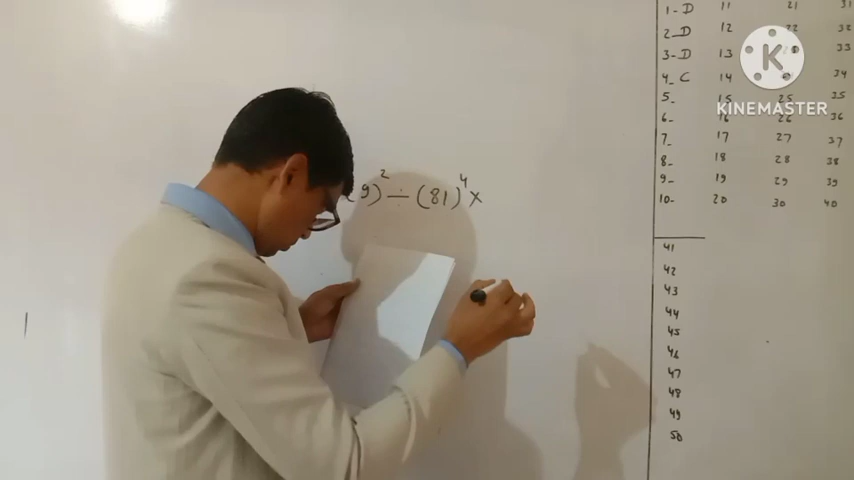 9)² ÷ (81)⁴ x
1-D 11 21 31
2-D 12 22 32
3-D 13 33
4-C 14 34
5- 15 25 35
6- 16 26 36
7- 17 27 37
8- 18 28 38
9- 19 29 39
10- 20 30 40
41
42
43
44
45
46
47
48
49
50
K
KINEMASTER